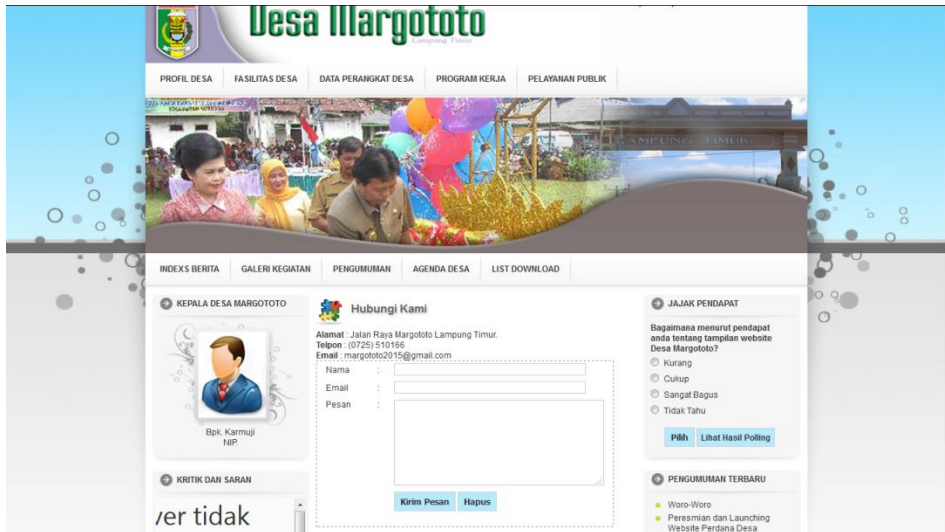 Desa Margototo
Lampung Timur
PROFIL DESA FASILITAS DESA DATA PERANGKAT DESA PROGRAM KERJA PELAYANAN PUBLIK
LAMPUNG TIMUR
INDEXS BERITA GALERI KEGIATAN PENGUMUMAN AGENDA DESA LIST DOWNLOAD
KEPALA DESA MARGOTOTO
Bpk. Karmuji
NIP.
KRITIK DAN SARAN
ver tidak
Hubungi Kami
Alamat : Jalan Raya Margototo Lampung Timur.
Telpon : (0725) 510166
Email : margototo2015@gmail.com
Nama :
Email :
Pesan :
Kirim Pesan Hapus
JAJAK PENDAPAT
Bagaimana menurut pendapat
anda tentang tampilan website
Desa Margototo?
Kurang
Cukup
Sangat Bagus
Tidak Tahu
Pilih Lihat Hasil Polling
PENGUMUMAN TERBARU
Woro-Woro
Peresmian dan Launching
Website Perdana Desa